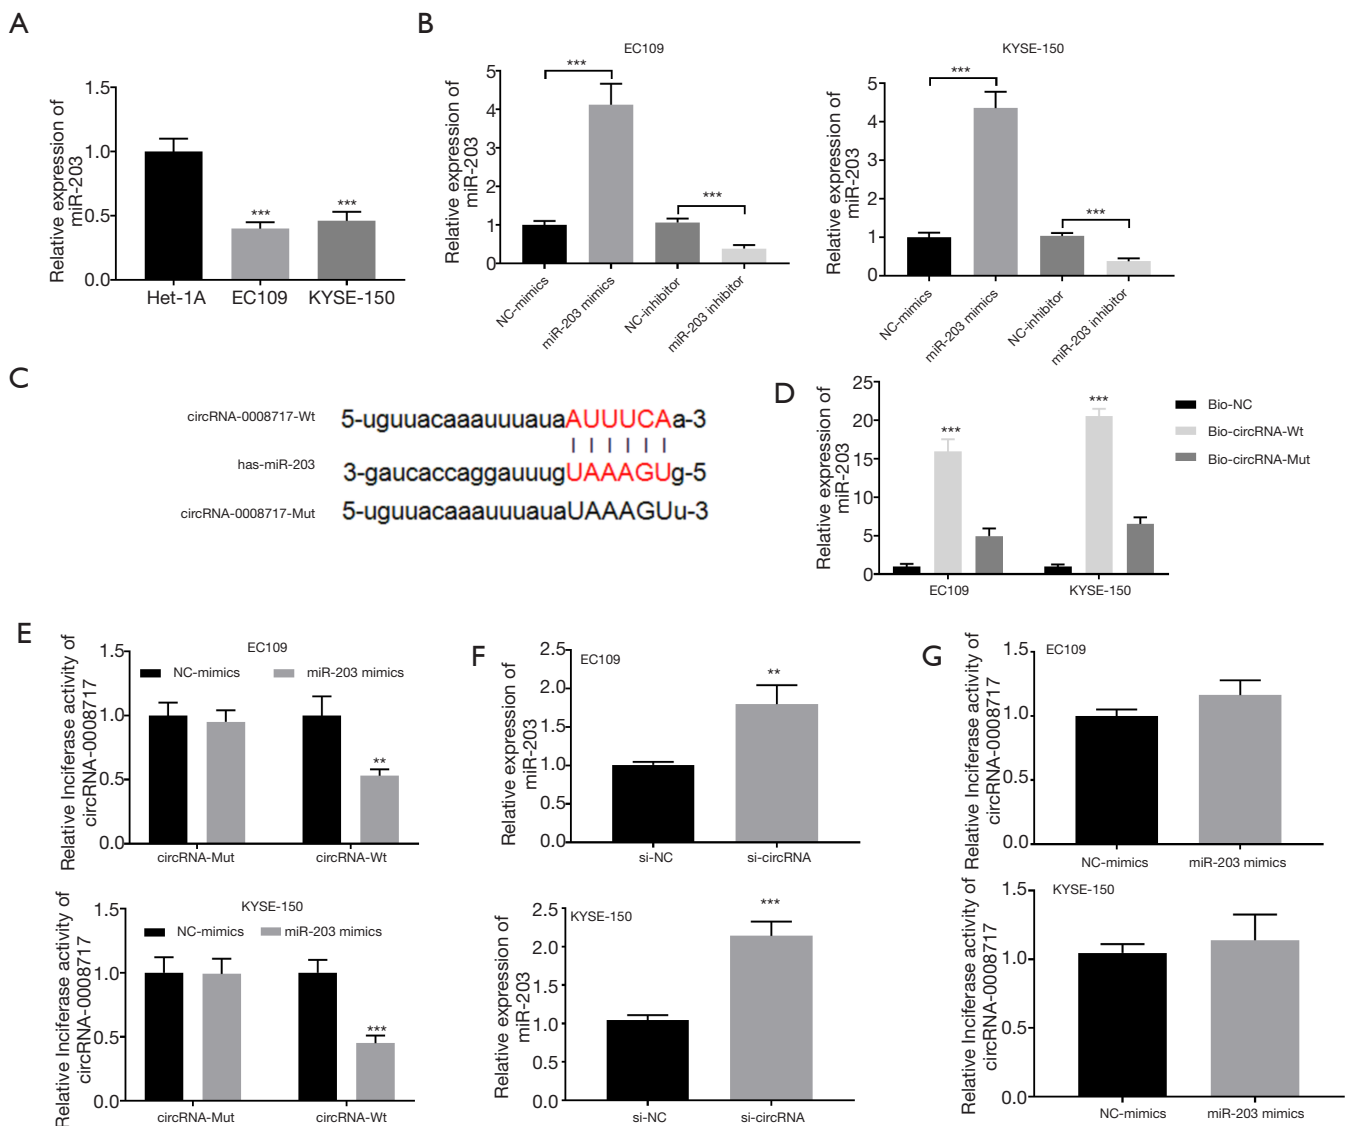 A
Relative expression of
miR-203
1.5
1.0
0.5
0.0
***
***
Het-1A EC109 KYSE-150
B
EC109
Relative expression of
miR-203
5
4
3
2
1
0
***
***
NC-mimics
miR-203 mimics
NC-inhibitor
miR-203 inhibitor
KYSE-150
Relative expression of
miR-203
5
4
3
2
1
0
***
***
NC-mimics
miR-203 mimics
NC-inhibitor
miR-203 inhibitor
C
circRNA-0008717-Wt 5-uguuacaaauuuauaAUUUCAa-3
has-miR-203 3-gaucaccaggauuugUAAAGUg-5
circRNA-0008717-Mut 5-uguuacaaauuuauaUAAAGUu-3
D
Relative expression of
miR-203
25
20
15
10
5
0
***
***
EC109 KYSE-150
Bio-NC
Bio-circRNA-Wt
Bio-circRNA-Mut
E
Relative Inciferase activity of
circRNA-0008717
EC109
NC-mimics miR-203 mimics
1.5
1.0
0.5
0.0
**
circRNA-Mut circRNA-Wt
Relative Inciferase activity of
circRNA-0008717
KYSE-150
NC-mimics miR-203 mimics
1.5
1.0
0.5
0.0
***
circRNA-Mut circRNA-Wt
F
Relative expression of
miR-203
EC109
2.5
2.0
1.5
1.0
0.5
0.0
**
si-NC si-circRNA
Relative expression of
miR-203
KYSE-150
2.5
2.0
1.5
1.0
0.5
0.0
***
si-NC si-circRNA
G
Relative Inciferase activity of
circRNA-0008717
EC109
1.5
1.0
0.5
0.0
NC-mimics miR-203 mimics
Relative Inciferase activity of
circRNA-0008717
KYSE-150
1.5
1.0
0.5
0.0
NC-mimics miR-203 mimics